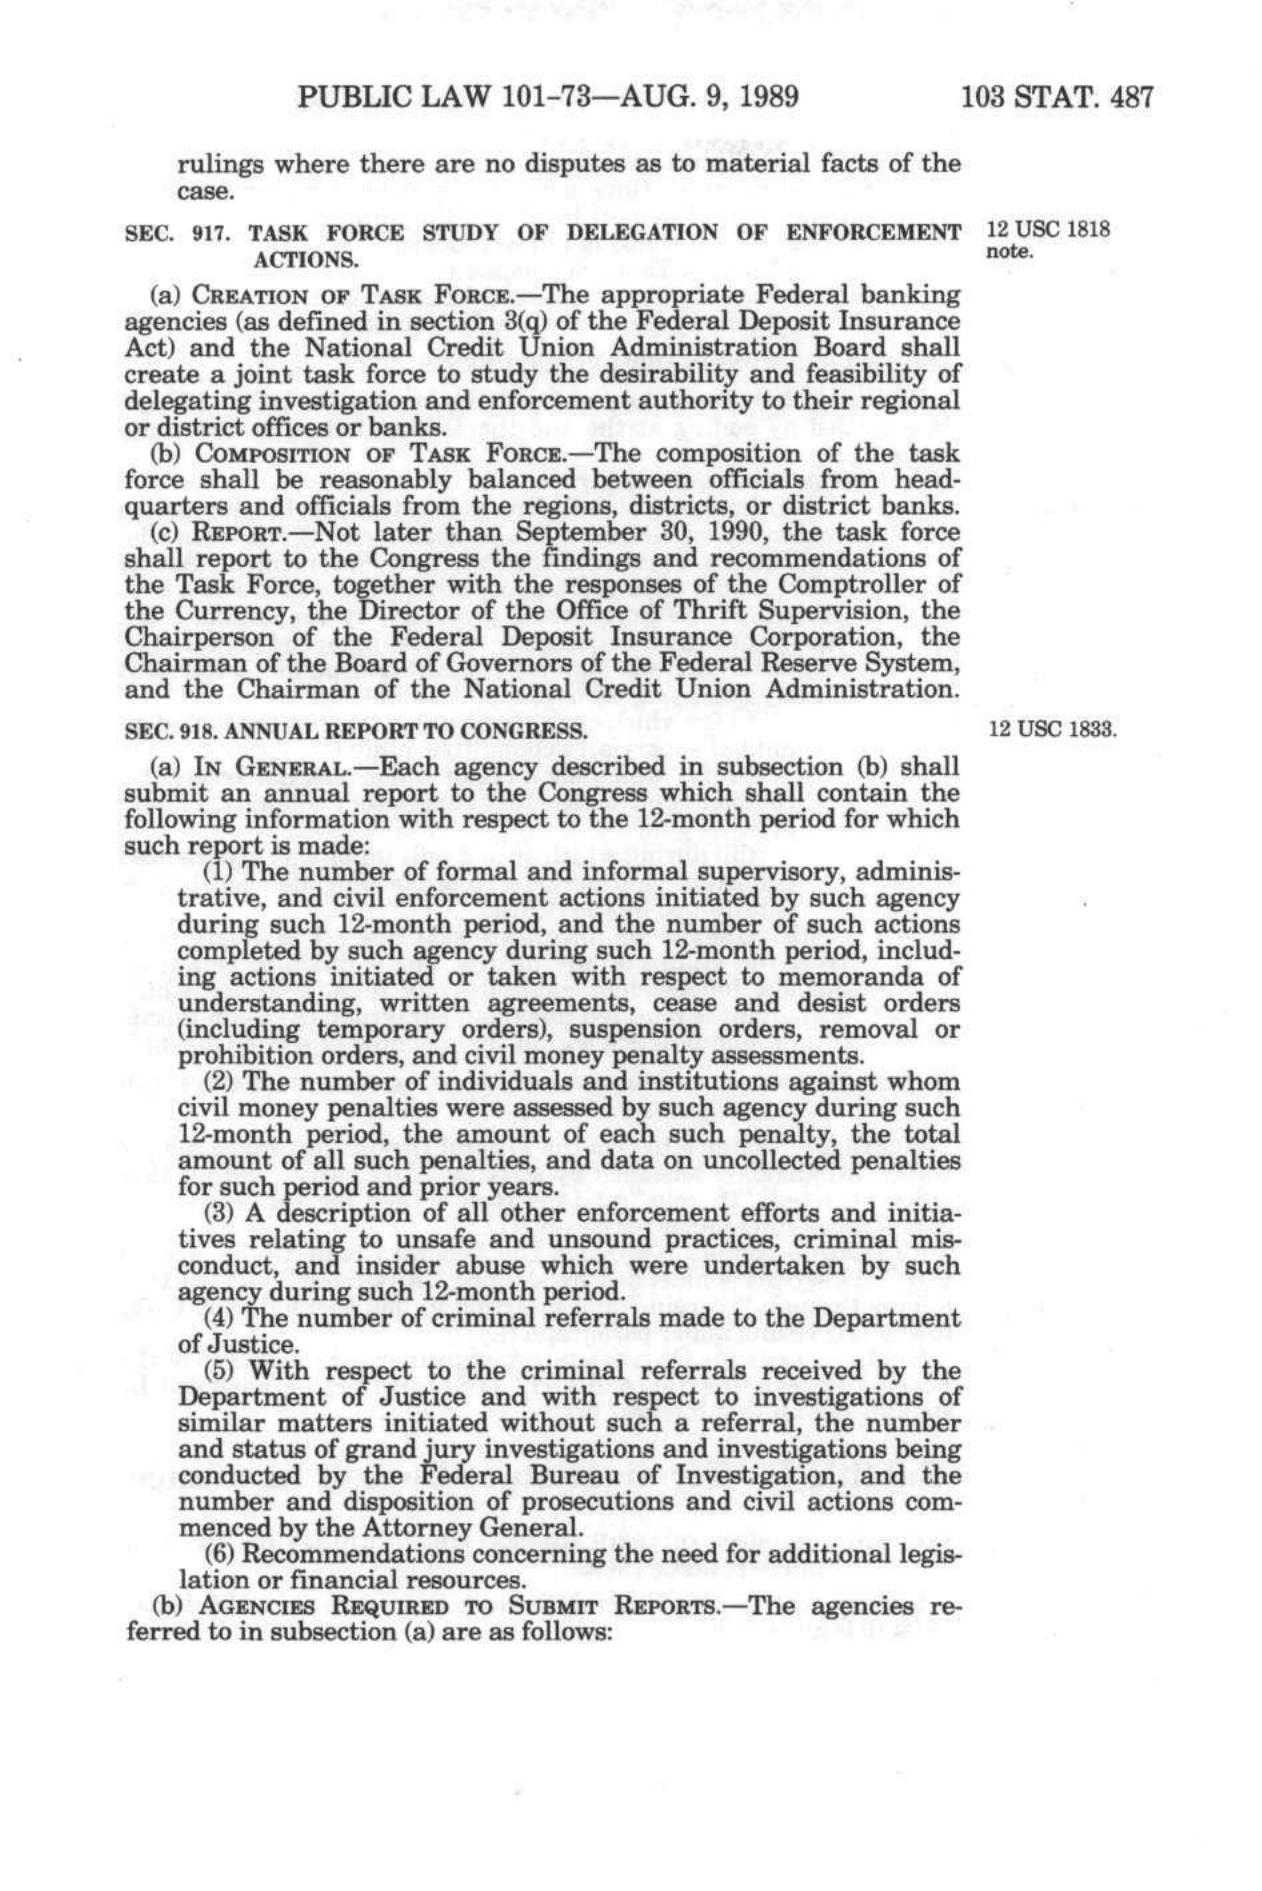 PUBLIC LAW 101-73—AUG. 9, 1989 103 STAT. 487
rulings where there are no disputes as to material facts of the
case.
SEC. 917. TASK FORCE STUDY OF DELEGATION OF ENFORCEMENT
ACTIONS.
12 USC 1818
note.
(a) CREATION OF TASK FORCE.—The appropriate Federal banking
agencies (as defined in section 3(q) of the Federal Deposit Insurance
Act) and the National Credit Union Administration Board shall
create a joint task force to study the desirability and feasibility of
delegating investigation and enforcement authority to their regional
or district offices or banks.
(b) COMPOSITION OF TASK FORCE.—The composition of the task
force shall be reasonably balanced between officials from head-
quarters and officials from the regions, districts, or district banks.
(c) REPORT.—Not later than September 30, 1990, the task force
shall report to the Congress the findings and recommendations of
the Task Force, together with the responses of the Comptroller of
the Currency, the Director of the Office of Thrift Supervision, the
Chairperson of the Federal Deposit Insurance Corporation, the
Chairman of the Board of Governors of the Federal Reserve System,
and the Chairman of the National Credit Union Administration.
SEC. 918. ANNUAL REPORT TO CONGRESS.
12 USC 1833.
(a) IN GENERAL.—Each agency described in subsection (b) shall
submit an annual report to the Congress which shall contain the
following information with respect to the 12-month period for which
such report is made:
(1) The number of formal and informal supervisory, adminis-
trative, and civil enforcement actions initiated by such agency
during such 12-month period, and the number of such actions
completed by such agency during such 12-month period, includ-
ing actions initiated or taken with respect to memoranda of
understanding, written agreements, cease and desist orders
(including temporary orders), suspension orders, removal or
prohibition orders, and civil money penalty assessments.
(2) The number of individuals and institutions against whom
civil money penalties were assessed by such agency during such
12-month period, the amount of each such penalty, the total
amount of all such penalties, and data on uncollected penalties
for such period and prior years.
(3) A description of all other enforcement efforts and initia-
tives relating to unsafe and unsound practices, criminal mis-
conduct, and insider abuse which were undertaken by such
agency during such 12-month period.
(4) The number of criminal referrals made to the Department
of Justice.
(5) With respect to the criminal referrals received by the
Department of Justice and with respect to investigations of
similar matters initiated without such a referral, the number
and status of grand jury investigations and investigations being
conducted by the Federal Bureau of Investigation, and the
number and disposition of prosecutions and civil actions com-
menced by the Attorney General.
(6) Recommendations concerning the need for additional legis-
lation or financial resources.
(b) AGENCIES REQUIRED TO SUBMIT REPORTS.—The agencies re-
ferred to in subsection (a) are as follows: